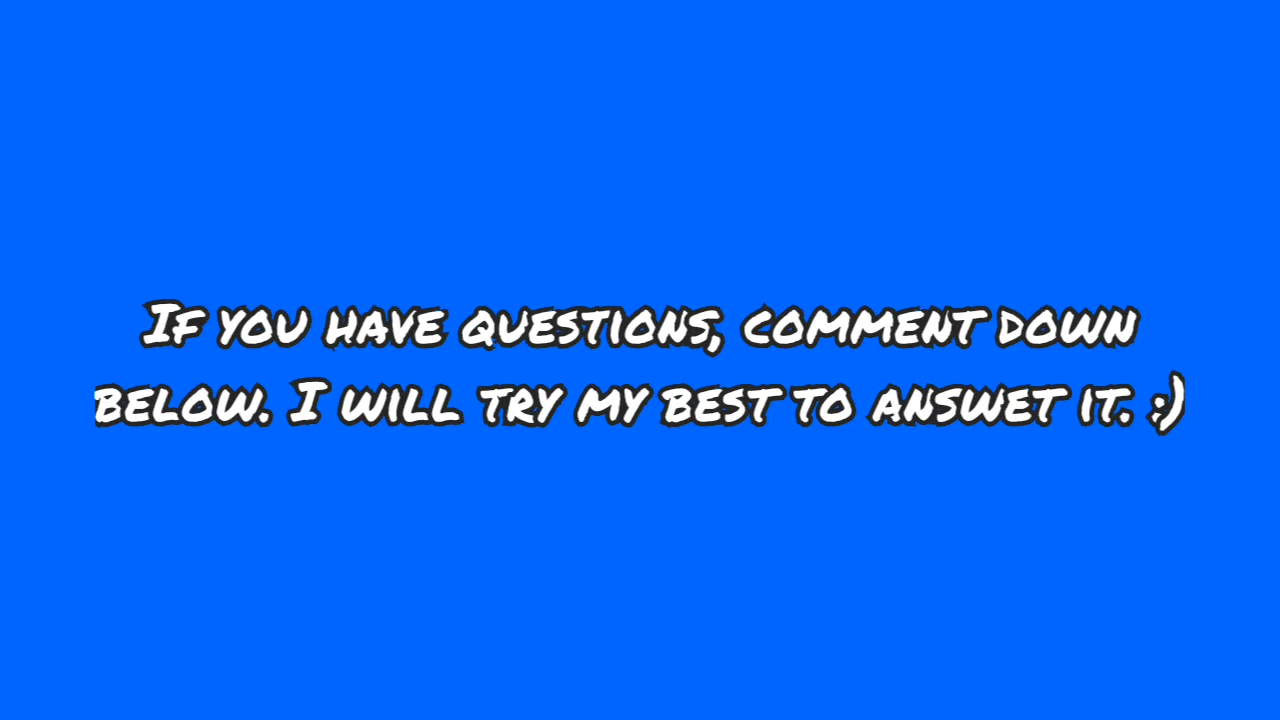 If you have questions, comment down
below. I will try my best to answet it. :)